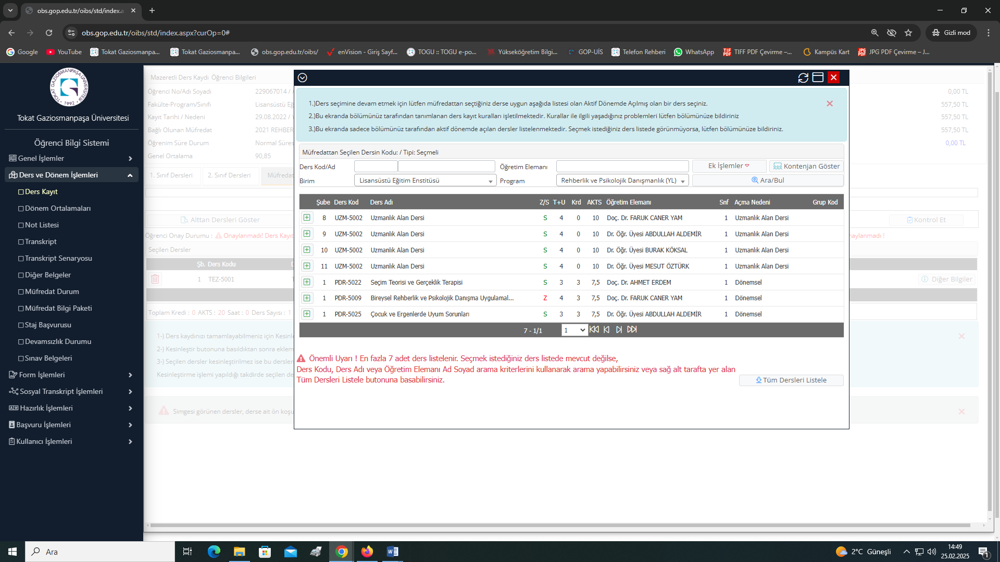 obs.gop.edu.tr/oibs/std/index.a
obs.gop.edu.tr/oibs/std/index.aspx?curOp=0#
Gizli mod
Google
YouTube
Tokat Gaziosmanpa...
Tokat Gaziosmanpa...
obs.gop.edu.tr/oibs/
enVision - Giriş Sayf...
TOGU :: TOGU e-po...
Yükseköğretim Bilgi...
GOP-UİS
Telefon Rehberi
WhatsApp
TIFF PDF Çevirme –...
Kampüs Kart
JPG PDF Çevirme – J...
TOKAT GAZİOSMANPAŞA ÜNİVERSİTESİ
1992
Tokat Gaziosmanpaşa Üniversitesi
Öğrenci Bilgi Sistemi
Genel İşlemler
Ders ve Dönem İşlemleri
Ders Kayıt
Dönem Ortalamaları
Not Listesi
Transkript
Transkript Senaryosu
Diğer Belgeler
Müfredat Durum
Müfredat Bilgi Paketi
Staj Başvurusu
Devamsızlık Durumu
Sınav Belgeleri
Form İşlemleri
Sosyal Transkript İşlemleri
Hazırlık İşlemleri
Başvuru İşlemleri
Kullanıcı İşlemleri
Mazeretli Ders Kaydı Öğrenci Bilgileri
Öğrenci No/Adı Soyadı 229067014 / 
Fakülte-Program/Sınıfı Lisansüstü Eğ
Kayıt Tarihi / Nedeni 29.08.2022 / 
Bağlı Olunan Müfredat 2021 REHBER
Öğrenim Süre Durum Normal Süres
Genel Ortalama 90,85
0,00 TL
557,50 TL
557,50 TL
557,50 TL
0,00 TL
1. Sınıf Dersleri
2. Sınıf Dersleri
Müfredat
Alttan Dersleri Göster
Kontrol Et
Öğrenci Onay Durumu : Onaylanmadı! Ders Kayıt
naylanmadı !
Seçilen Dersler
Şb. Ders Kodu
1 TEZ-5001
Diğer Bilgiler
Toplam Kredi : 0 AKTS : 20 Saat : 0 Ders Sayısı : 1
1-) Ders kaydınızı tamamlayabilmeniz için Kesinl
2-) Kesinleştir butonuna basıldıktan sonra eklem
3-) Seçilen dersler kesinleştirilmez ise bu dersler
Kesinleştirme işlemi yapıldığı takdirde seçilen de
Simgesi görünen dersler, derse ait ön koşu
1.)Ders seçimine devam etmek için lütfen müfredattan seçtiğiniz derse uygun aşağıda listesi olan Aktif Dönemde Açılmış olan bir ders seçiniz.
2.)Bu ekranda bölümünüz tarafından tanımlanan ders kayıt kuralları işletilmektedir. Kurallar ile ilgili yaşadığınız problemleri lütfen bölümünüze bildiriniz
3.)Bu ekranda sadece bölümünüz tarafından aktif dönemde açılan dersler listelenmektedir. Seçmek istediğiniz ders listede görünmüyorsa, lütfen bölümünüze bildiriniz.
Müfredattan Seçilen Dersin Kodu: / Tipi: Seçmeli
Ders Kod/Ad
Öğretim Elemanı
Ek İşlemler
Kontenjan Göster
Birim Lisansüstü Eğitim Enstitüsü
Program Rehberlik ve Psikolojik Danışmanlık (YL)
Ara/Bul
Şube Ders Kod Ders Adı Z/S T+U Krd AKTS Öğretim Elemanı Snf Açma Nedeni Grup Kod
8 UZM-5002 Uzmanlık Alan Dersi S 4 0 10 Doç. Dr. FARUK CANER YAM 1 Uzmanlık Alan Dersi
9 UZM-5002 Uzmanlık Alan Dersi S 4 0 10 Dr. Öğr. Üyesi ABDULLAH ALDEMİR 1 Uzmanlık Alan Dersi
10 UZM-5002 Uzmanlık Alan Dersi S 4 0 10 Dr. Öğr. Üyesi BURAK KÖKSAL 1 Uzmanlık Alan Dersi
11 UZM-5002 Uzmanlık Alan Dersi S 4 0 10 Dr. Öğr. Üyesi MESUT ÖZTÜRK 1 Uzmanlık Alan Dersi
1 PDR-5022 Seçim Teorisi ve Gerçeklik Terapisi S 3 3 7,5 Doç. Dr. AHMET ERDEM 1 Dönemsel
1 PDR-5009 Bireysel Rehberlik ve Psikolojik Danışma Uygulamal... Z 4 3 7,5 Doç. Dr. FARUK CANER YAM 1 Dönemsel
1 PDR-5025 Çocuk ve Ergenlerde Uyum Sorunları S 3 3 7,5 Dr. Öğr. Üyesi ABDULLAH ALDEMİR 1 Dönemsel
7 - 1/1 1
Önemli Uyarı ! En fazla 7 adet ders listelenir. Seçmek istediğiniz ders listede mevcut değilse,
Ders Kodu, Ders Adı veya Öğretim Elemanı Ad Soyad arama kriterlerini kullanarak arama yapabilirsiniz veya sağ alt tarafta yer alan
Tüm Dersleri Listele butonuna basabilirsiniz.
Tüm Dersleri Listele
Ara
2°C Güneşli
14:49
25.02.2025
1